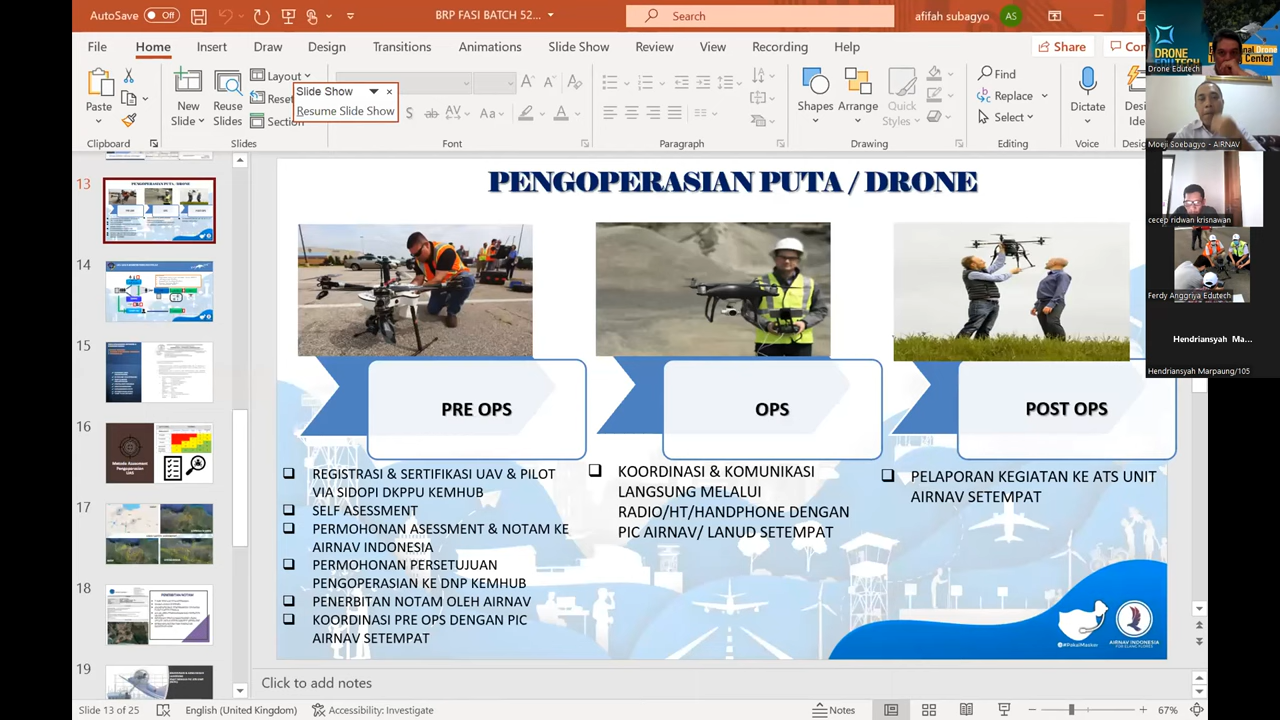 AutoSave Off
BRP FASI BATCH 52...
Search
afifah subagyo
AS
File Home Insert Draw Design Transitions Animations Slide Show Review View Recording Help
Share
Paste
New
Slide
Reuse
Slides
Layout
Reset
Section
Slide Show
Resume Slide Show
Shapes
Arrange
Quick
Styles
Find
Replace
Select
Dictate
Clipboard
Slides
Font
Paragraph
Drawing
Editing
Voice
13
14
15
16
17
18
19
PENGOPERASIAN PUTA / DRONE
PRE OPS
REGISTRASI & SERTIFIKASI UAV & PILOT
VIA SIDOPI DKPPU KEMHUB
SELF ASESSMENT
PERMOHONAN ASESSMENT & NOTAM KE
AIRNAV INDONESIA
PERMOHONAN PERSETUJUAN
PENGOPERASIAN KE DNP KEMHUB
PENERBITAN NOTAM OLEH AIRNAV
KOORDINASI PRE OPS DENGAN PIC
AIRNAV SETEMPAT
OPS
KOORDINASI & KOMUNIKASI
LANGSUNG MELALUI
RADIO/HT/HANDPHONE DENGAN
PIC AIRNAV/ LANUD SETEMPAT
POST OPS
PELAPORAN KEGIATAN KE ATS UNIT
AIRNAV SETEMPAT
#PakaiMasker
AIRNAV INDONESIA
Drone Edutech
Moeji Soebagyo - AIRNAV
cecep ridwan krisnawan
Ferdy Anggriya Edutech
Hendriansyah Ma...
Hendriansyah Marpaung/105
Slide 13 of 25
English (United Kingdom)
Accessibility: Investigate
Notes
67%